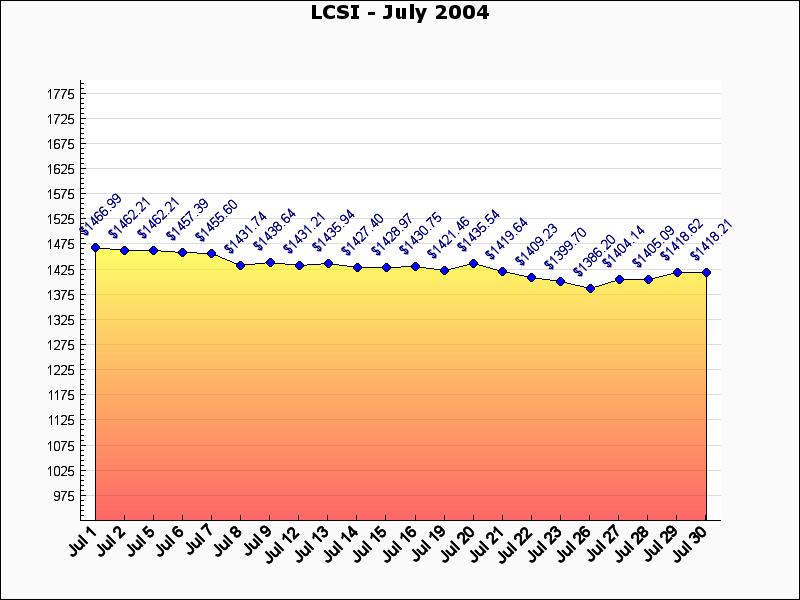 LCSI - July 2004
1775
1725
1675
1625
1575
1525
1475
1425
1375
1325
1275
1225
1175
1125
1075
1025
975
$1466.99
$1462.21
$1462.21
$1457.39
$1455.60
$1431.74
$1438.64
$1431.21
$1435.94
$1427.40
$1428.97
$1430.75
$1421.46
$1435.54
$1419.64
$1409.23
$1399.70
$1386.20
$1404.14
$1405.09
$1418.62
$1418.21
Jul 1
Jul 2
Jul 5
Jul 6
Jul 7
Jul 8
Jul 9
Jul 12
Jul 13
Jul 14
Jul 15
Jul 16
Jul 19
Jul 20
Jul 21
Jul 22
Jul 23
Jul 26
Jul 27
Jul 28
Jul 29
Jul 30